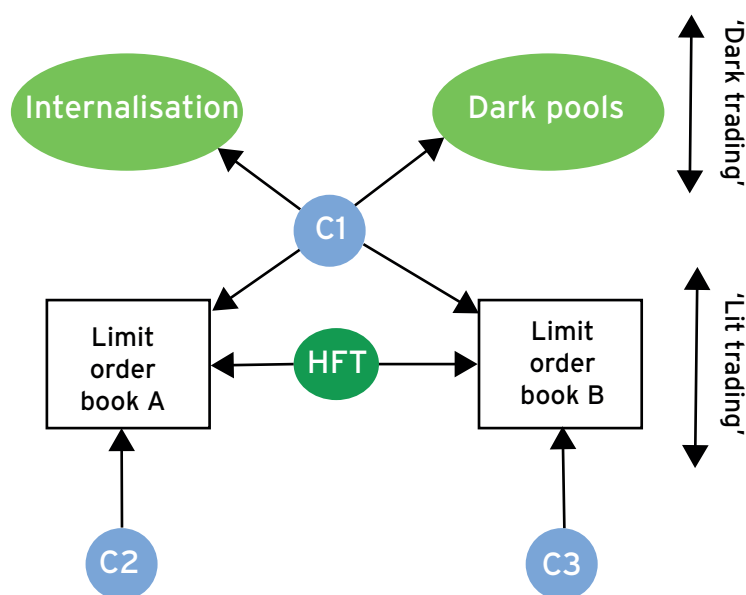 Internalisation
Dark pools
'Dark trading'
C1
Limit
order
book A
HFT
Limit
order
book B
'Lit trading'
C2
C3